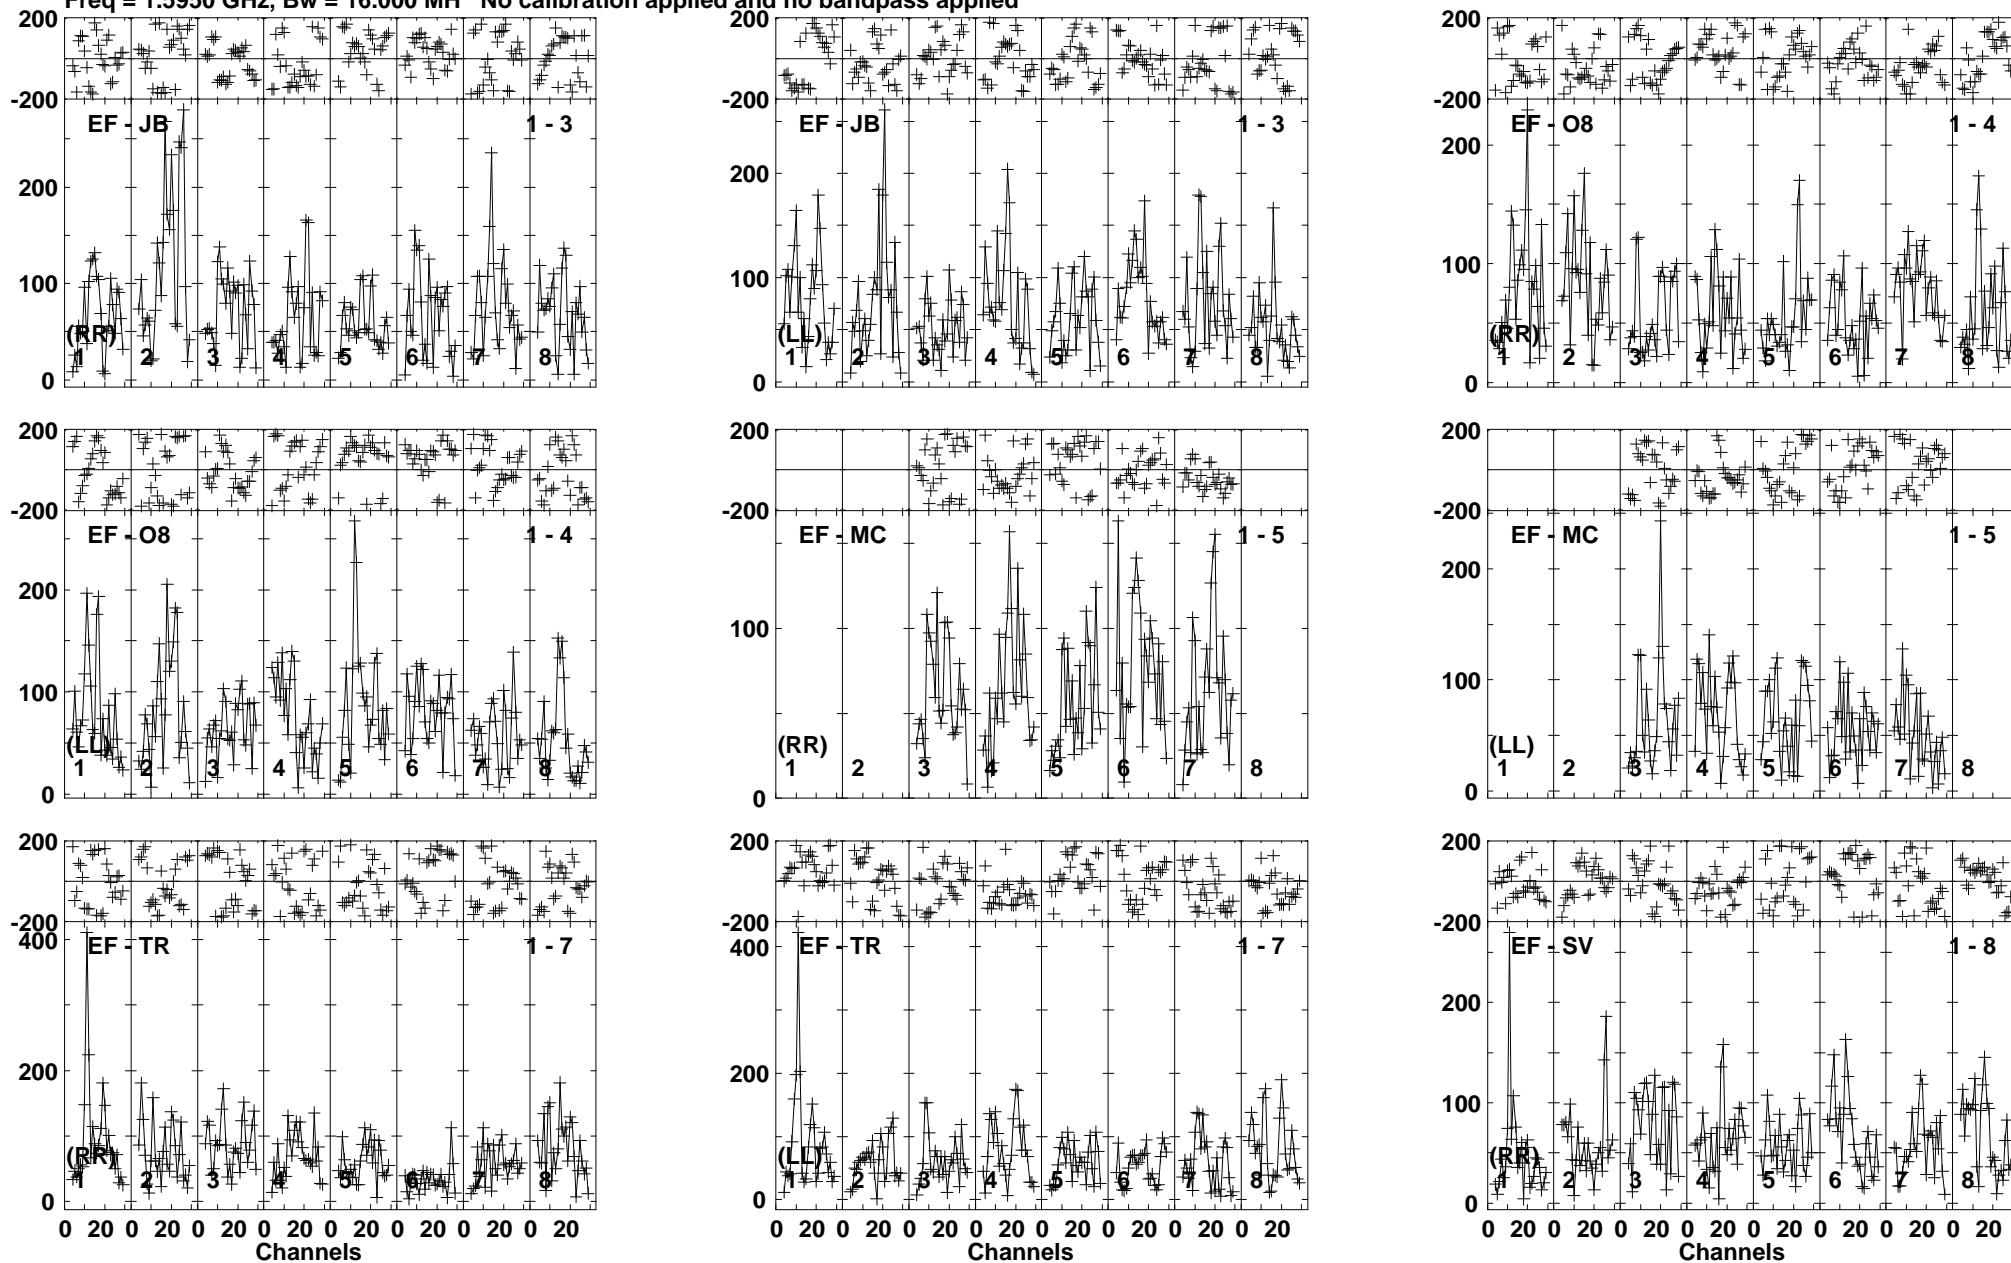 Freq = 1.5950 GHz, Bw = 16.000 MH No calibration applied and no bandpass applied
200 200 200
-200 -200 -200
EF - JB 1 - 3 EF - JB 1 - 3 EF - O8 1 - 4
200 200 200
100 100 100
(RR) (LL) (RR)
1 2 3 4 5 6 7 8 1 2 3 4 5 6 7 8 1 2 3 4 5 6 7 8
0 0 0
200 200 200
-200 -200 -200
EF - O8 1 - 4 EF - MC 1 - 5 EF - MC 1 - 5
200 100 200
100 100
(LL) (RR) (LL)
1 2 3 4 5 6 7 8 1 2 3 4 5 6 7 8 1 2 3 4 5 6 7 8
0 0 0
200 200 200
-200 -200 -200
400 EF - TR 1 - 7 400 EF - TR 1 - 7 EF - SV 1 - 8
200 200 200
100
(RR) (LL) (RR)
1 2 3 4 5 6 7 8 1 2 3 4 5 6 7 8 1 2 3 4 5 6 7 8
0 0 0
0 20 0 20 0 20 0 20 0 20 0 20 0 20 0 20 0 20 0 20 0 20 0 20 0 20 0 20 0 20 0 20 0 20 0 20 0 20 0 20 0 20 0 20 0 20 0 20
Channels Channels Channels